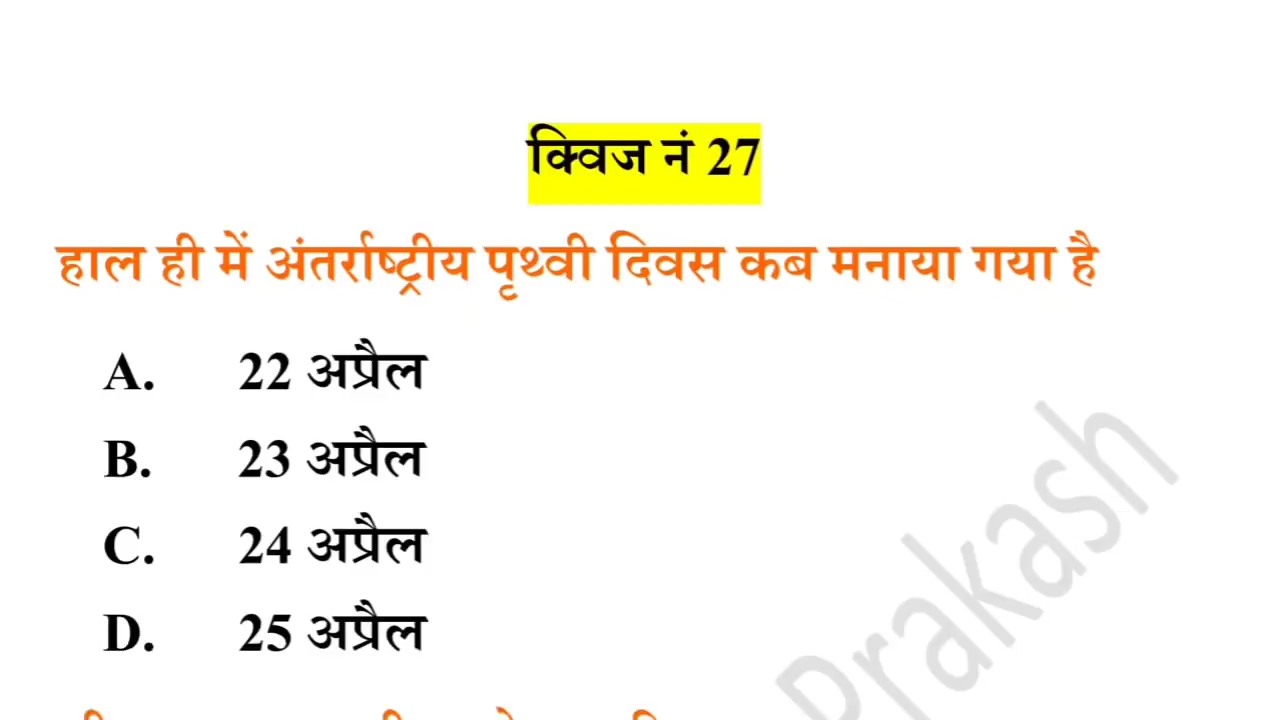 क्विज नं 27
हाल ही में अंतर्राष्ट्रीय पृथ्वी दिवस कब मनाया गया है
A. 22 अप्रैल
B. 23 अप्रैल
C. 24 अप्रैल
D. 25 अप्रैल
Prakash